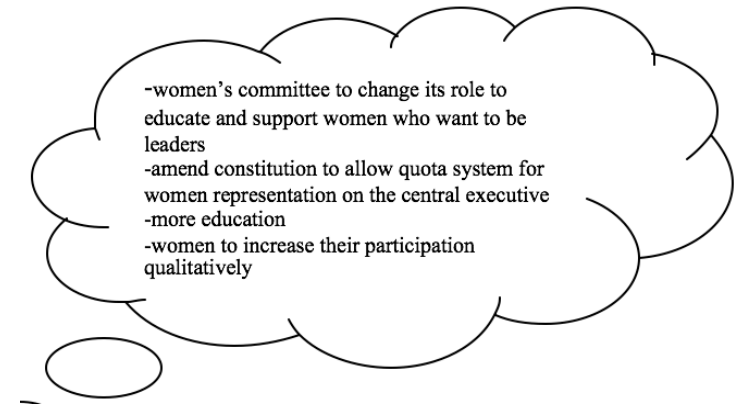 -women’s committee to change its role to
educate and support women who want to be
leaders
-amend constitution to allow quota system for
women representation on the central executive
-more education
-women to increase their participation
qualitatively